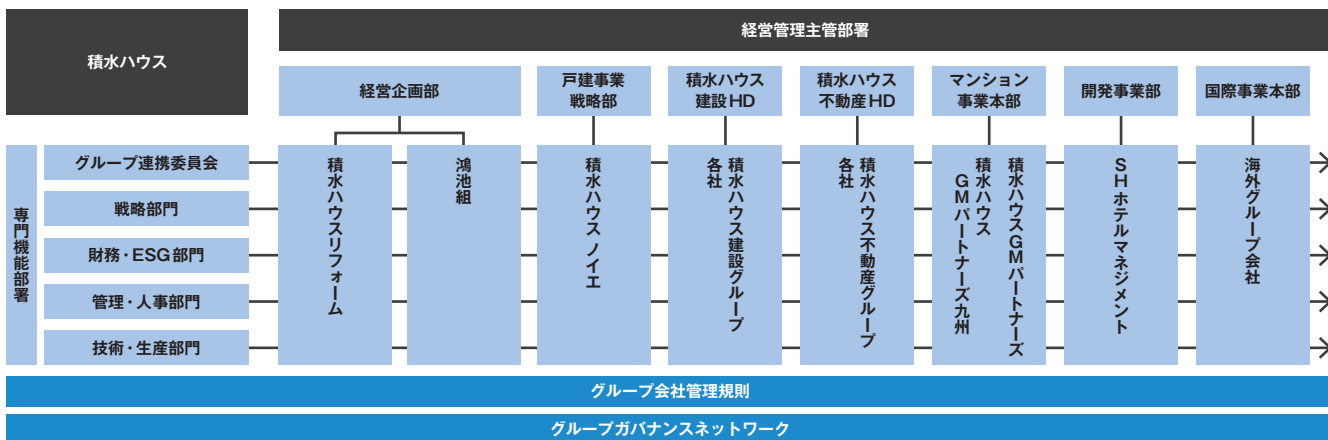 積水ハウス
経営管理主管部署
経営企画部
戸建事業
戦略部
積水ハウス
建設HD
積水ハウス
不動産HD
マンション
事業本部
開発事業部
国際事業本部
専門機能部署
グループ連携委員会
戦略部門
財務・ESG部門
管理・人事部門
技術・生産部門
積水ハウスリフォーム
鴻池組
積水ハウス ノイエ
積水ハウス建設グループ
各社
積水ハウス不動産グループ
各社
積水ハウスGMパートナーズ
積水ハウス
GMパートナーズ九州
SHホテルマネジメント
海外グループ会社
グループ会社管理規則
グループガバナンスネットワーク